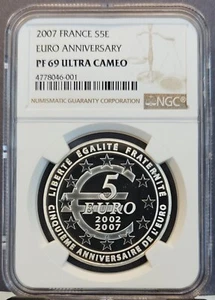 2007 FRANCE S5E
EURO ANNIVERSARY
PF 69 ULTRA CAMEO
4778046-001
NUMISMATIC GUARANTY CORPORATION
NGC
LIBERTÉ EGALITÉ FRATERNITÉ
5
EURO
2002
2007
CINQUIÈME ANNIVERSAIRE DE L'EURO